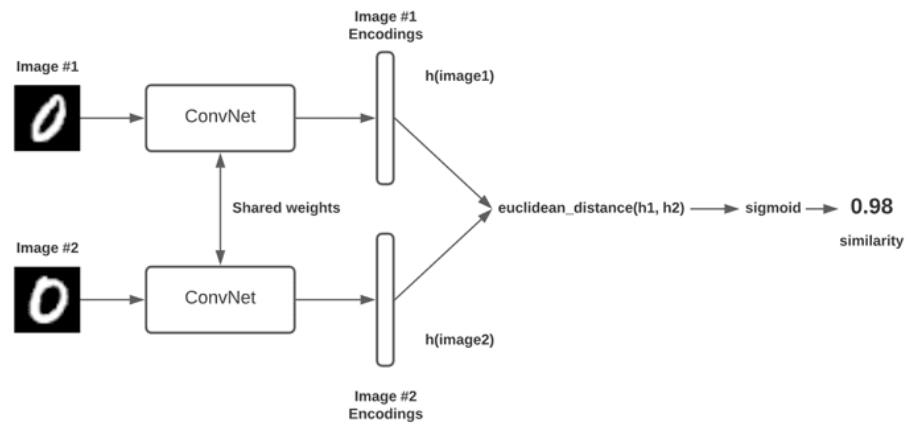 Image #1
Encodings
Image #1
h(image1)
ConvNet
Shared weights
euclidean_distance(h1, h2)
sigmoid
0.98
similarity
Image #2
ConvNet
h(image2)
Image #2
Encodings